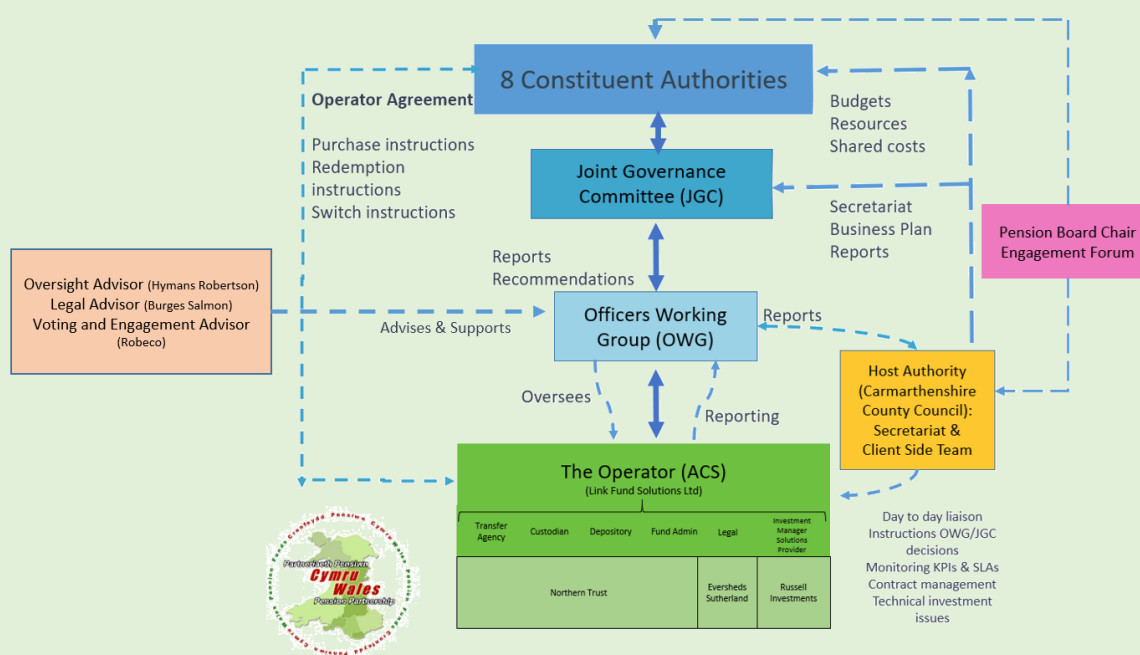 8 Constituent Authorities
Operator Agreement
Purchase instructions
Redemption
instructions
Switch instructions
Budgets
Resources
Shared costs
Joint Governance
Committee (JGC)
Secretariat
Business Plan
Reports
Pension Board Chair
Engagement Forum
Reports
Recommendations
Oversight Advisor (Hymans Robertson)
Legal Advisor (Burges Salmon)
Voting and Engagement Advisor
(Robeco)
Advises & Supports
Officers Working
Group (OWG)
Reports
Host Authority
(Carmarthenshire
County Council):
Secretariat &
Client Side Team
Oversees
Reporting
The Operator (ACS)
(Link Fund Solutions Ltd)
Transfer
Agency
Custodian
Depository
Fund Admin
Legal
Investment
Manager
Solutions
Provider
Northern Trust
Eversheds
Sutherland
Russell
Investments
Day to day liaison
Instructions OWG/JGC
decisions
Monitoring KPIs & SLAs
Contract management
Technical investment
issues
Partneriaeth Pensiwn
Cymru
Wales
Pension Partnership